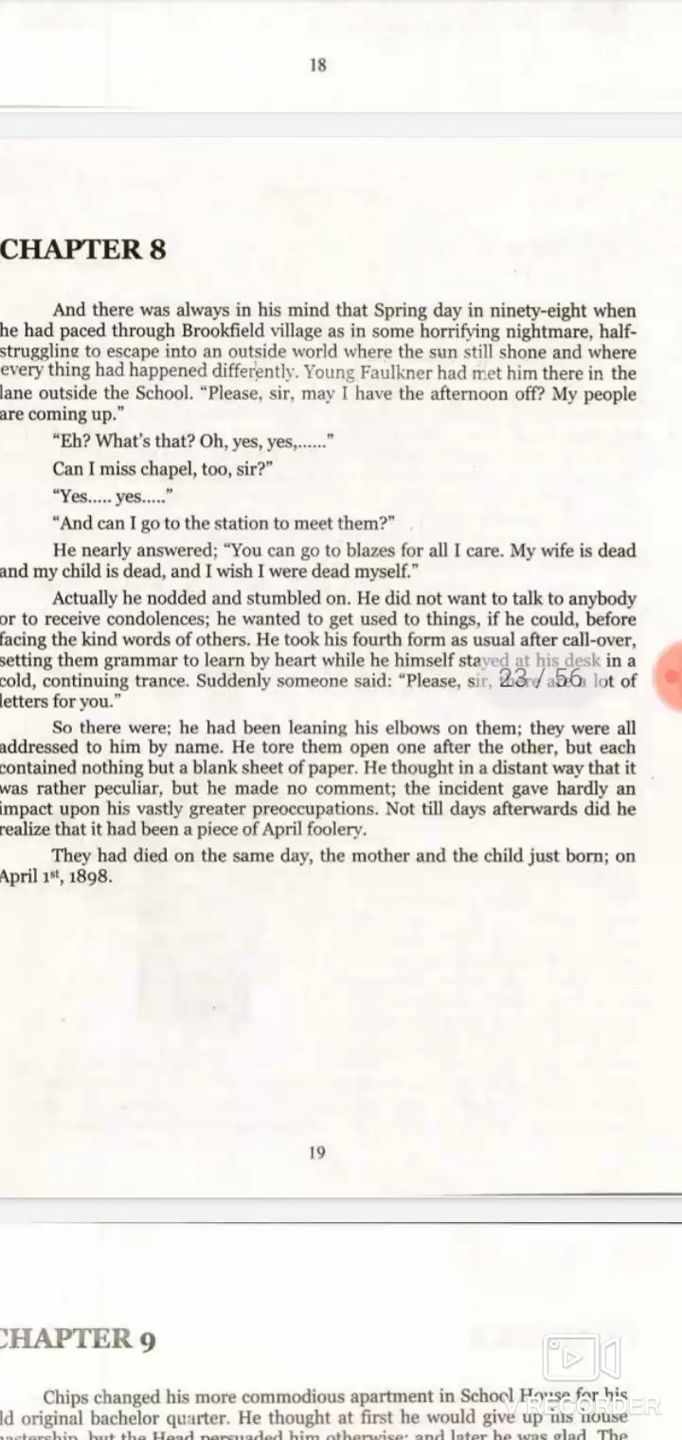 18
CHAPTER 8
And there was always in his mind that Spring day in ninety-eight when
he had paced through Brookfield village as in some horrifying nightmare, half-
struggling to escape into an outside world where the sun still shone and where
every thing had happened differently. Young Faulkner had met him there in the
lane outside the School. “Please, sir, may I have the afternoon off? My people
are coming up.”
“Eh? What’s that? Oh, yes, yes,......”
Can I miss chapel, too, sir?”
“Yes..... yes.....”
“And can I go to the station to meet them?”
He nearly answered; “You can go to blazes for all I care. My wife is dead
and my child is dead, and I wish I were dead myself.”
Actually he nodded and stumbled on. He did not want to talk to anybody
or to receive condolences; he wanted to get used to things, if he could, before
facing the kind words of others. He took his fourth form as usual after call-over,
setting them grammar to learn by heart while he himself stayed at his desk in a
cold, continuing trance. Suddenly someone said: “Please, sir, there are a lot of
23 / 56
letters for you.”
So there were; he had been leaning his elbows on them; they were all
addressed to him by name. He tore them open one after the other, but each
contained nothing but a blank sheet of paper. He thought in a distant way that it
was rather peculiar, but he made no comment; the incident gave hardly an
impact upon his vastly greater preoccupations. Not till days afterwards did he
realize that it had been a piece of April foolery.
They had died on the same day, the mother and the child just born; on
April 1st, 1898.
19
CHAPTER 9
Chips changed his more commodious apartment in School House for his
ld original bachelor quarter. He thought at first he would give up his house
mastership, but the Head persuaded him otherwise; and later he was glad. The
V RECORDER